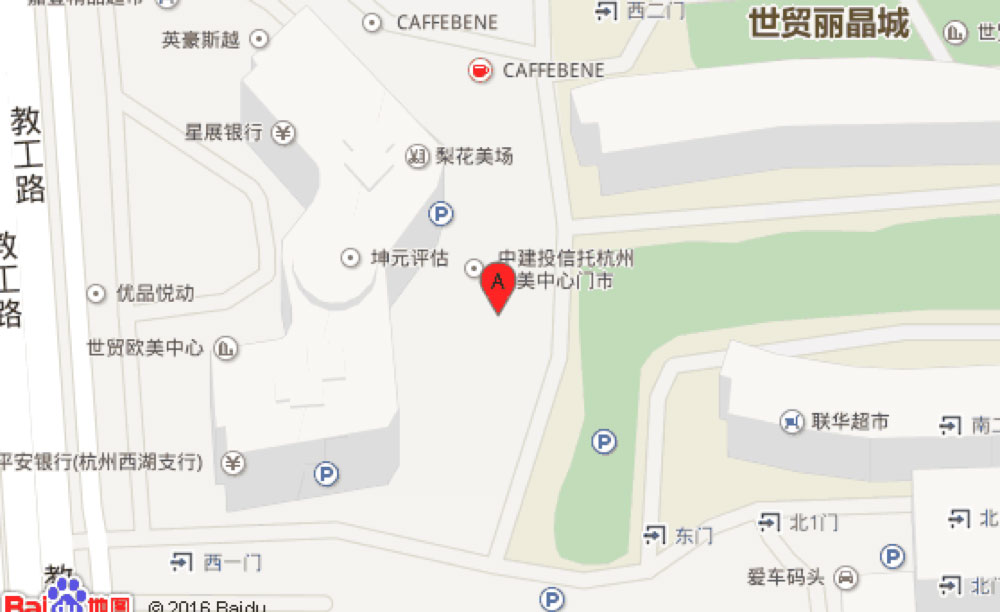 西二门
世贸丽晶城
CAFFEBENE
英豪斯越
CAFFEBENE
教工路
星展银行
梨花美场
P
坤元评估
中建投信托杭州
美中心门市
A
教工路
优品悦动
世贸欧美中心
联华超市
P
平安银行(杭州西湖支行)
P
北1门
东门
西一门
P
爱车码头
P
Bai du 地图
© 2016 Baidu